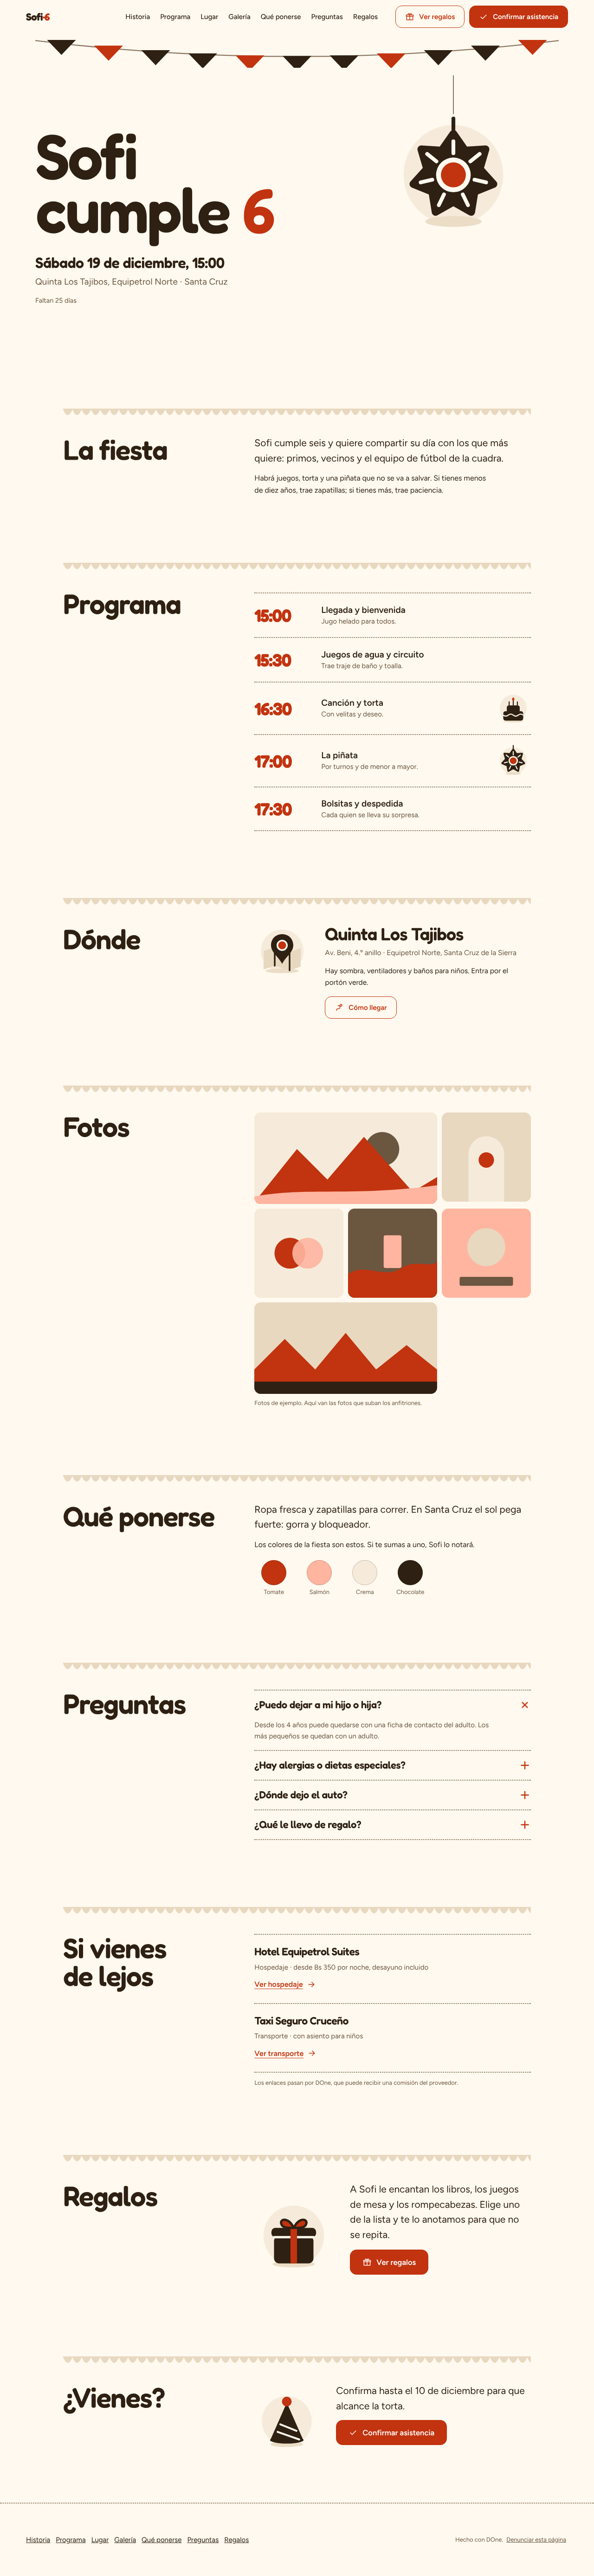 Sofi 6
Historia Programa Lugar Galería Qué ponerse Preguntas Regalos Ver regalos Confirmar asistencia
Sofi
cumple 6
Sábado 19 de diciembre, 15:00
Quinta Los Tajibos, Equipetrol Norte · Santa Cruz
Faltan 25 días
La fiesta
Sofi cumple seis y quiere compartir su día con los que más
quiere: primos, vecinos y el equipo de fútbol de la cuadra.
Habrá juegos, torta y una piñata que no se va a salvar. Si tienes menos
de diez años, trae zapatillas; si tienes más, trae paciencia.
Programa
15:00 Llegada y bienvenida
Jugo helado para todos.
15:30 Juegos de agua y circuito
Trae traje de baño y toalla.
16:30 Canción y torta
Con velitas y deseo.
17:00 La piñata
Por turnos y de menor a mayor.
17:30 Bolsitas y despedida
Cada quien se lleva su sorpresa.
Dónde
Quinta Los Tajibos
Av. Beni, 4.º anillo · Equipetrol Norte, Santa Cruz de la Sierra
Hay sombra, ventiladores y baños para niños. Entra por el
portón verde.
Cómo llegar
Fotos
Fotos de ejemplo. Aquí van las fotos que suban los anfitriones.
Qué ponerse
Ropa fresca y zapatillas para correr. En Santa Cruz el sol pega
fuerte: gorra y bloqueador.
Los colores de la fiesta son estos. Si te sumas a uno, Sofi lo notará.
Tomate Salmón Crema Chocolate
Preguntas
¿Puedo dejar a mi hijo o hija?
Desde los 4 años puede quedarse con una ficha de contacto del adulto. Los
más pequeños se quedan con un adulto.
¿Hay alergias o dietas especiales?
¿Dónde dejo el auto?
¿Qué le llevo de regalo?
Si vienes
de lejos
Hotel Equipetrol Suites
Hospedaje · desde Bs 350 por noche, desayuno incluido
Ver hospedaje
Taxi Seguro Cruceño
Transporte · con asiento para niños
Ver transporte
Los enlaces pasan por DOne, que puede recibir una comisión del proveedor.
Regalos
A Sofi le encantan los libros, los juegos
de mesa y los rompecabezas. Elige uno
de la lista y te lo anotamos para que no
se repita.
Ver regalos
¿Vienes?
Confirma hasta el 10 de diciembre para que
alcance la torta.
Confirmar asistencia
Historia Programa Lugar Galería Qué ponerse Preguntas Regalos
Hecho con DOne. Denunciar esta página